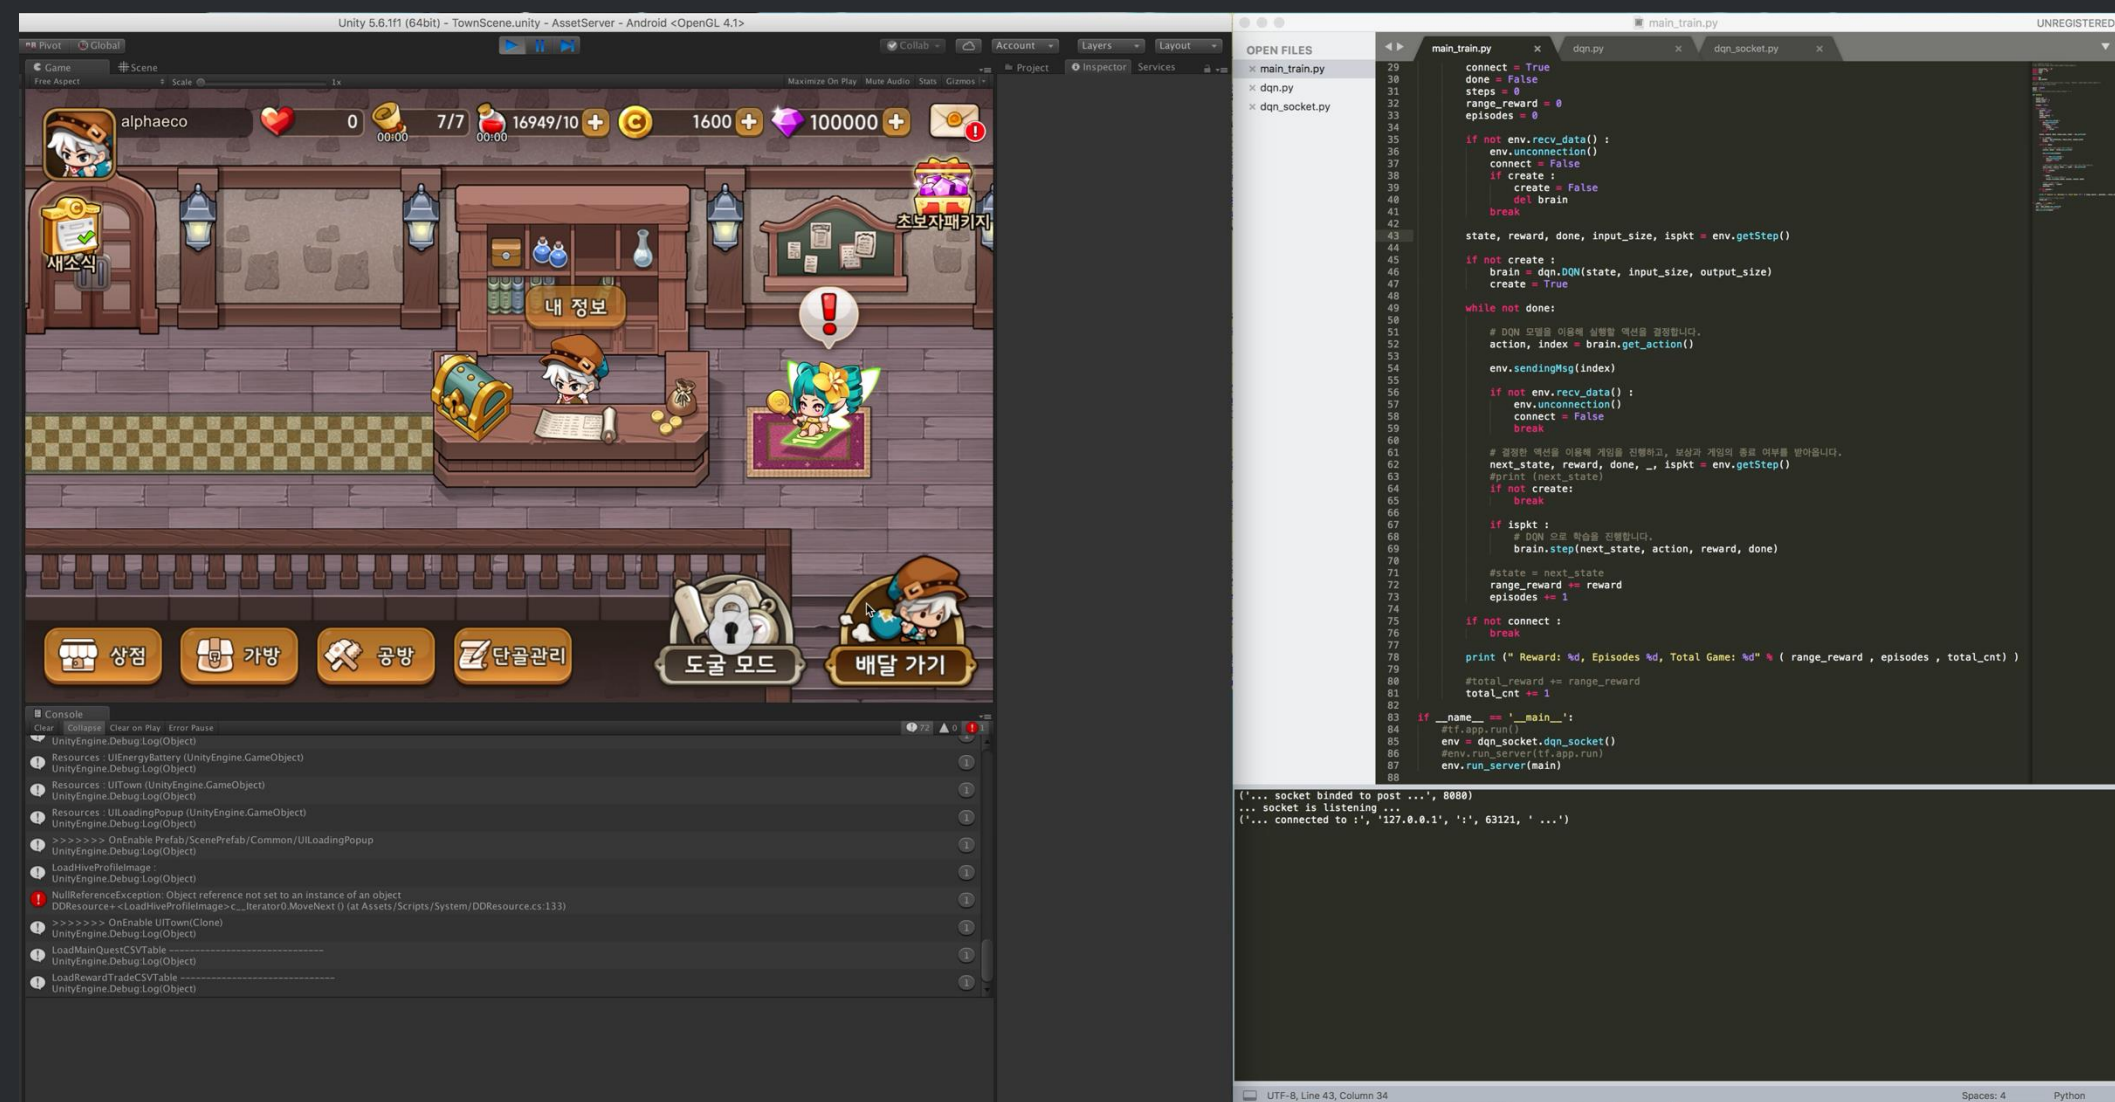 Unity 5.6.1f1 (64bit) - TownScene.unity - AssetServer - Android <OpenGL 4.1>
Pivot Global
Collab Account Layers Layout
Game Scene
Free Aspect Scale 1x Maximize On Play Mute Audio Stats Gizmos
Project Inspector Services
alphaeco 0 7/7 16949/10 1600 100000
00:00 00:00
초보자패키지
새소식
내 정보
상점 가방 공방 단골관리 도굴 모드 배달 가기
Console
Clear Collapse Clear on Play Error Pause 72 0 1
UnityEngine.Debug:Log(Object)
Resources : UIEnergyBattery (UnityEngine.GameObject) 1
UnityEngine.Debug:Log(Object)
Resources : UITown (UnityEngine.GameObject) 1
UnityEngine.Debug:Log(Object)
Resources : UILoadingPopup (UnityEngine.GameObject) 1
UnityEngine.Debug:Log(Object)
>>>>>>> OnEnable Prefab/ScenePrefab/Common/UILoadingPopup 1
UnityEngine.Debug:Log(Object)
LoadHiveProfileImage : 1
UnityEngine.Debug:Log(Object)
NullReferenceException: Object reference not set to an instance of an object 1
DDResource+<LoadHiveProfileImage>c__Iterator0.MoveNext () (at Assets/Scripts/System/DDResource.cs:133)
>>>>>>> OnEnable UITown(Clone) 1
UnityEngine.Debug:Log(Object)
LoadMainQuestCSVTable ------------------------------ 1
UnityEngine.Debug:Log(Object)
LoadRewardTradeCSVTable ------------------------------ 1
UnityEngine.Debug:Log(Object)
main_train.py UNREGISTERED
OPEN FILES
main_train.py
dqn.py
dqn_socket.py
main_train.py dqn.py dqn_socket.py
29 connect = True
30 done = False
31 steps = 0
32 range_reward = 0
33 episodes = 0
34
35 if not env.recv_data() :
36 env.unconnection()
37 connect = False
38 if create :
39 create = False
40 del brain
41 break
42
43 state, reward, done, input_size, ispkt = env.getStep()
44
45 if not create :
46 brain = dqn.DQN(state, input_size, output_size)
47 create = True
48
49 while not done:
50
51 # DQN 모델을 이용해 실행할 액션을 결정합니다.
52 action, index = brain.get_action()
53
54 env.sendingMsg(index)
55
56 if not env.recv_data() :
57 env.unconnection()
58 connect = False
59 break
60
61 # 결정한 액션을 이용해 게임을 진행하고, 보상과 게임의 종료 여부를 받아옵니다.
62 next_state, reward, done, _, ispkt = env.getStep()
63 #print (next_state)
64 if not create:
65 break
66
67 if ispkt :
68 # DQN 으로 학습을 진행합니다.
69 brain.step(next_state, action, reward, done)
70
71 #state = next_state
72 range_reward += reward
73 episodes += 1
74
75 if not connect :
76 break
77
78 print (" Reward: %d, Episodes %d, Total Game: %d" % ( range_reward , episodes , total_cnt) )
79
80 #total_reward += range_reward
81 total_cnt += 1
82
83 if __name__ == '__main__':
84 #tf.app.run()
85 env = dqn_socket.dqn_socket()
86 #env.run_server(tf.app.run)
87 env.run_server(main)
88
('... socket binded to post ...', 8080)
... socket is listening ...
('... connected to :', '127.0.0.1', ':', 63121, ' ...')
UTF-8, Line 43, Column 34 Spaces: 4 Python